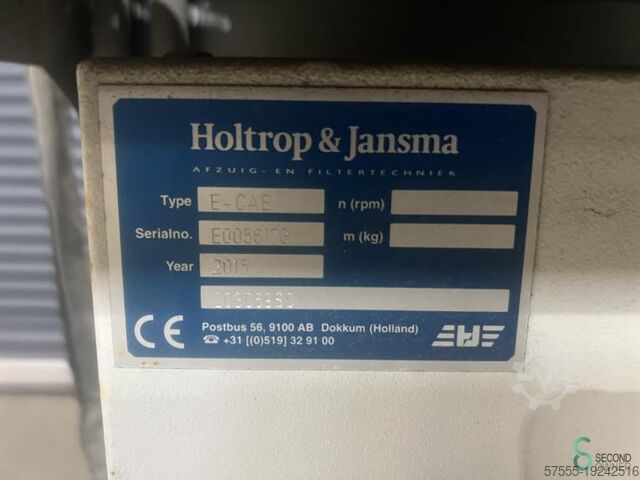 Holtrop & Jansma
AFZUIG- EN FILTERTECHNIEK
Type E-CAB n (rpm)
Serialno. m (kg)
Year
Postbus 56, 9100 AB Dokkum (Holland)
☎ +31 [(0)519] 32 91 00
CE
SECOND
OWNER
57555-19242516